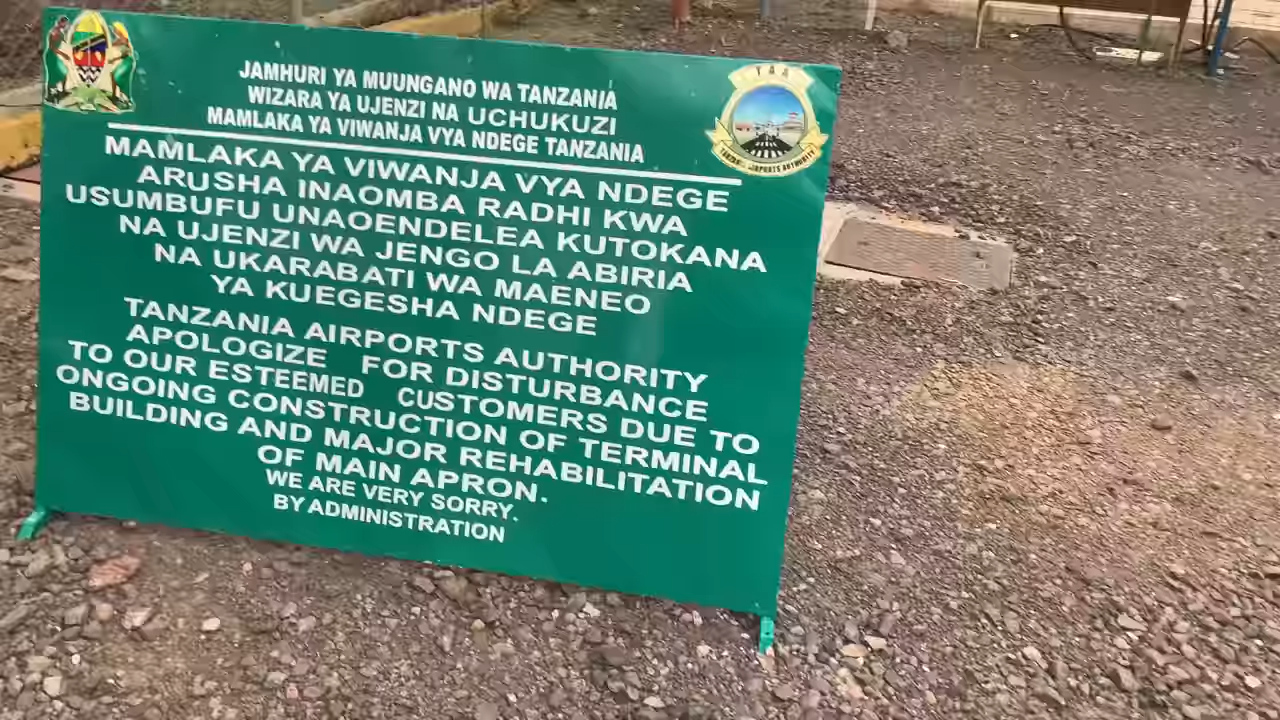 JAMHURI YA MUUNGANO WA TANZANIA
WIZARA YA UJENZI NA UCHUKUZI
MAMLAKA YA VIWANJA VYA NDEGE TANZANIA
TAA
AIRPORTS AUTHORITY
MAMLAKA YA VIWANJA VYA NDEGE
ARUSHA INAOMBA RADHI KWA
USUMBUFU UNAOENDELEA KUTOKANA
NA UJENZI WA JENGO LA ABIRIA
NA UKARABATI WA MAENEO
YA KUEGESHA NDEGE
TANZANIA AIRPORTS AUTHORITY
APOLOGIZE FOR DISTURBANCE
TO OUR ESTEEMED CUSTOMERS DUE TO
ONGOING CONSTRUCTION OF TERMINAL
BUILDING AND MAJOR REHABILITATION
OF MAIN APRON.
WE ARE VERY SORRY.
BY ADMINISTRATION